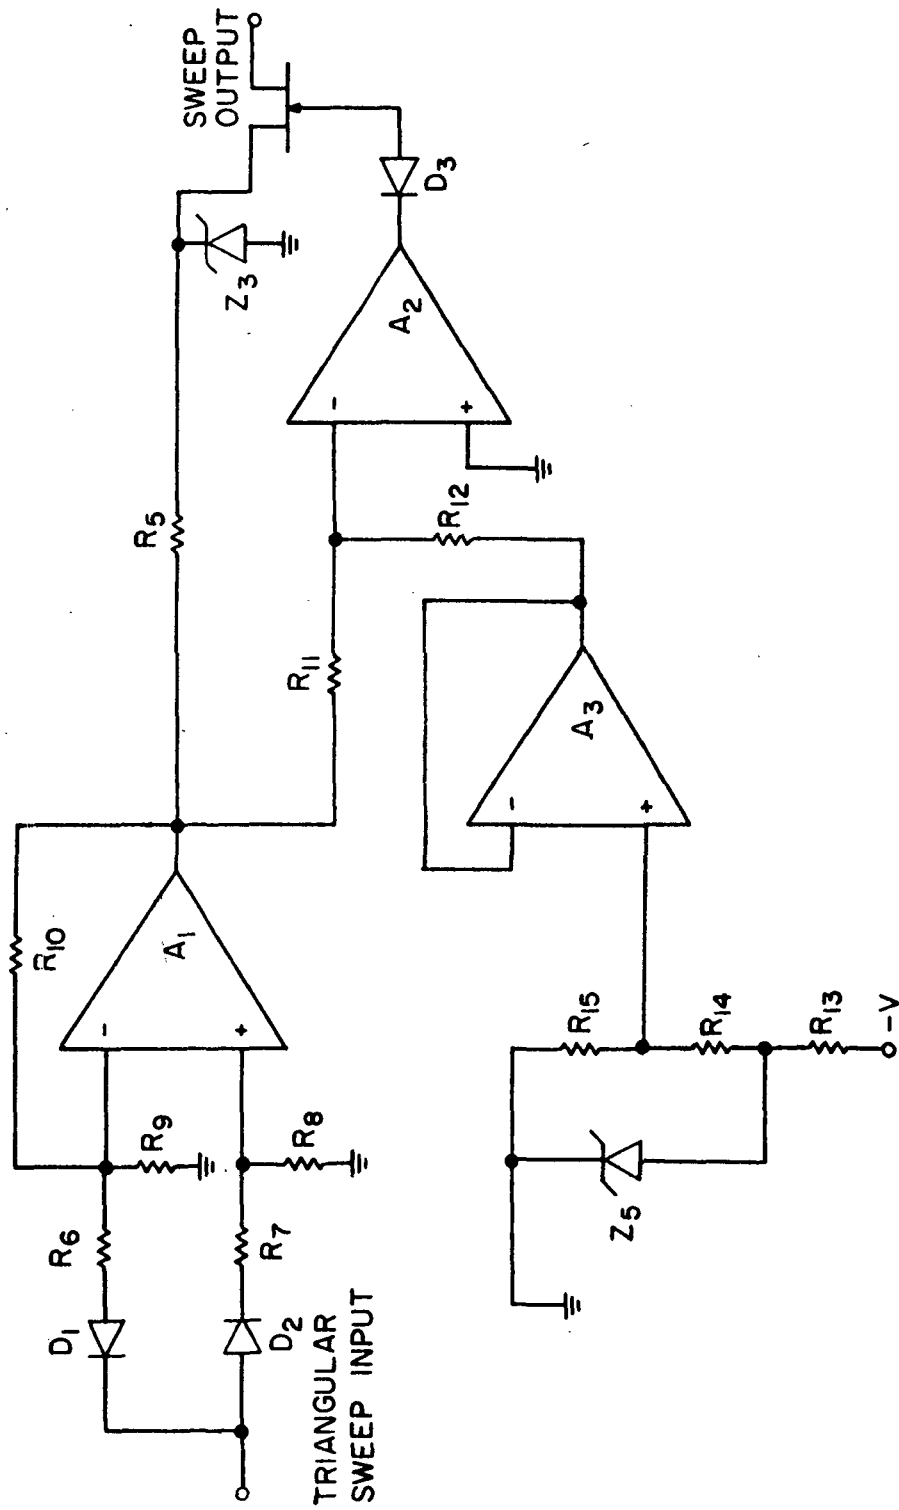 SWEEP
OUTPUT
Z3
D3
R5
A2
-
+
R12
R11
R10
A1
-
+
A3
-
+
R9
R8
R6
R7
D1
D2
TRIANGULAR
SWEEP INPUT
R15
R14
R13
-V
Z5